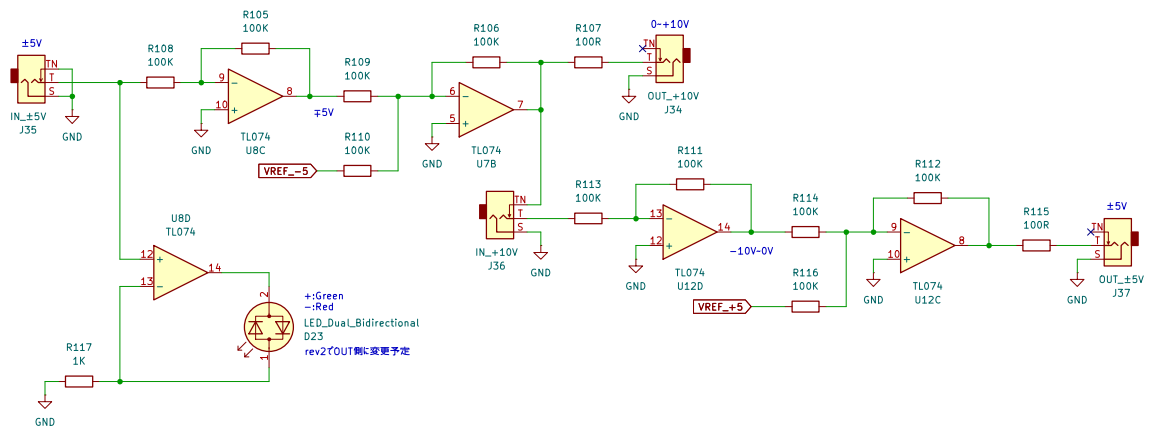 ±5V
TN
T
S
IN_±5V
J35
GND
R108
100K
R105
100K
9
10
8
−
+
TL074
U8C
GND
∓5V
R109
100K
R110
100K
VREF_-5
R106
100K
6
5
7
−
+
TL074
U7B
GND
R107
100R
0~+10V
TN
T
S
OUT_+10V
J34
GND
TN
T
S
IN_+10V
J36
GND
R113
100K
R111
100K
13
12
14
−
+
TL074
U12D
GND
-10V~0V
R114
100K
R116
100K
VREF_+5
R112
100K
9
10
8
−
+
TL074
U12C
GND
R115
100R
±5V
TN
T
S
OUT_±5V
J37
GND
U8D
TL074
12
13
14
+
−
2
1
+:Green
-:Red
LED_Dual_Bidirectional
D23
rev2でOUT側に変更予定
R117
1K
GND